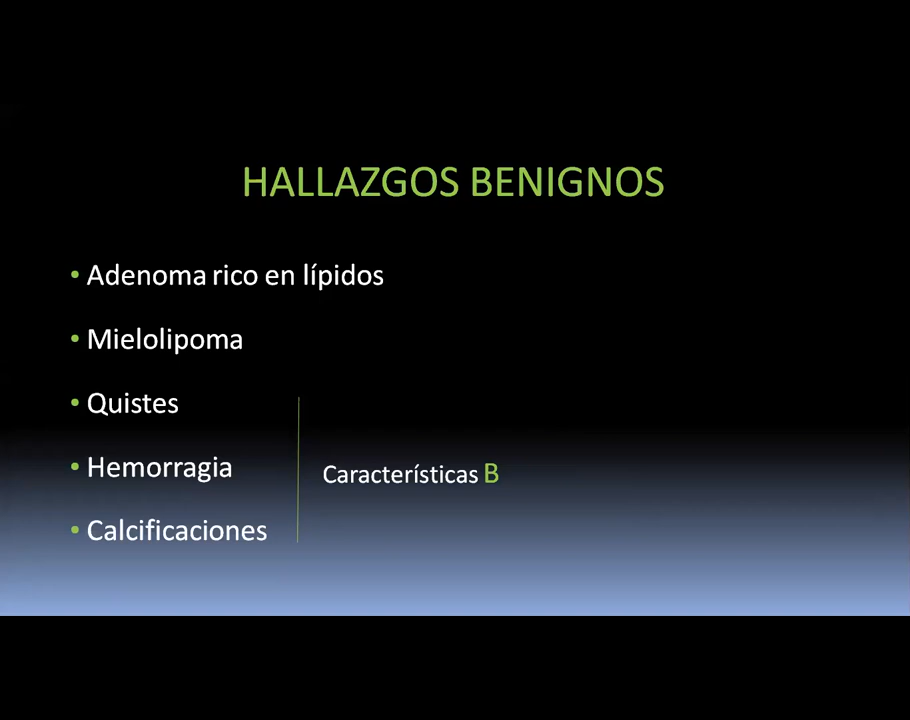 HALLAZGOS BENIGNOS
• Adenoma rico en lípidos
• Mielolipoma
• Quistes
• Hemorragia
• Calcificaciones
Características B